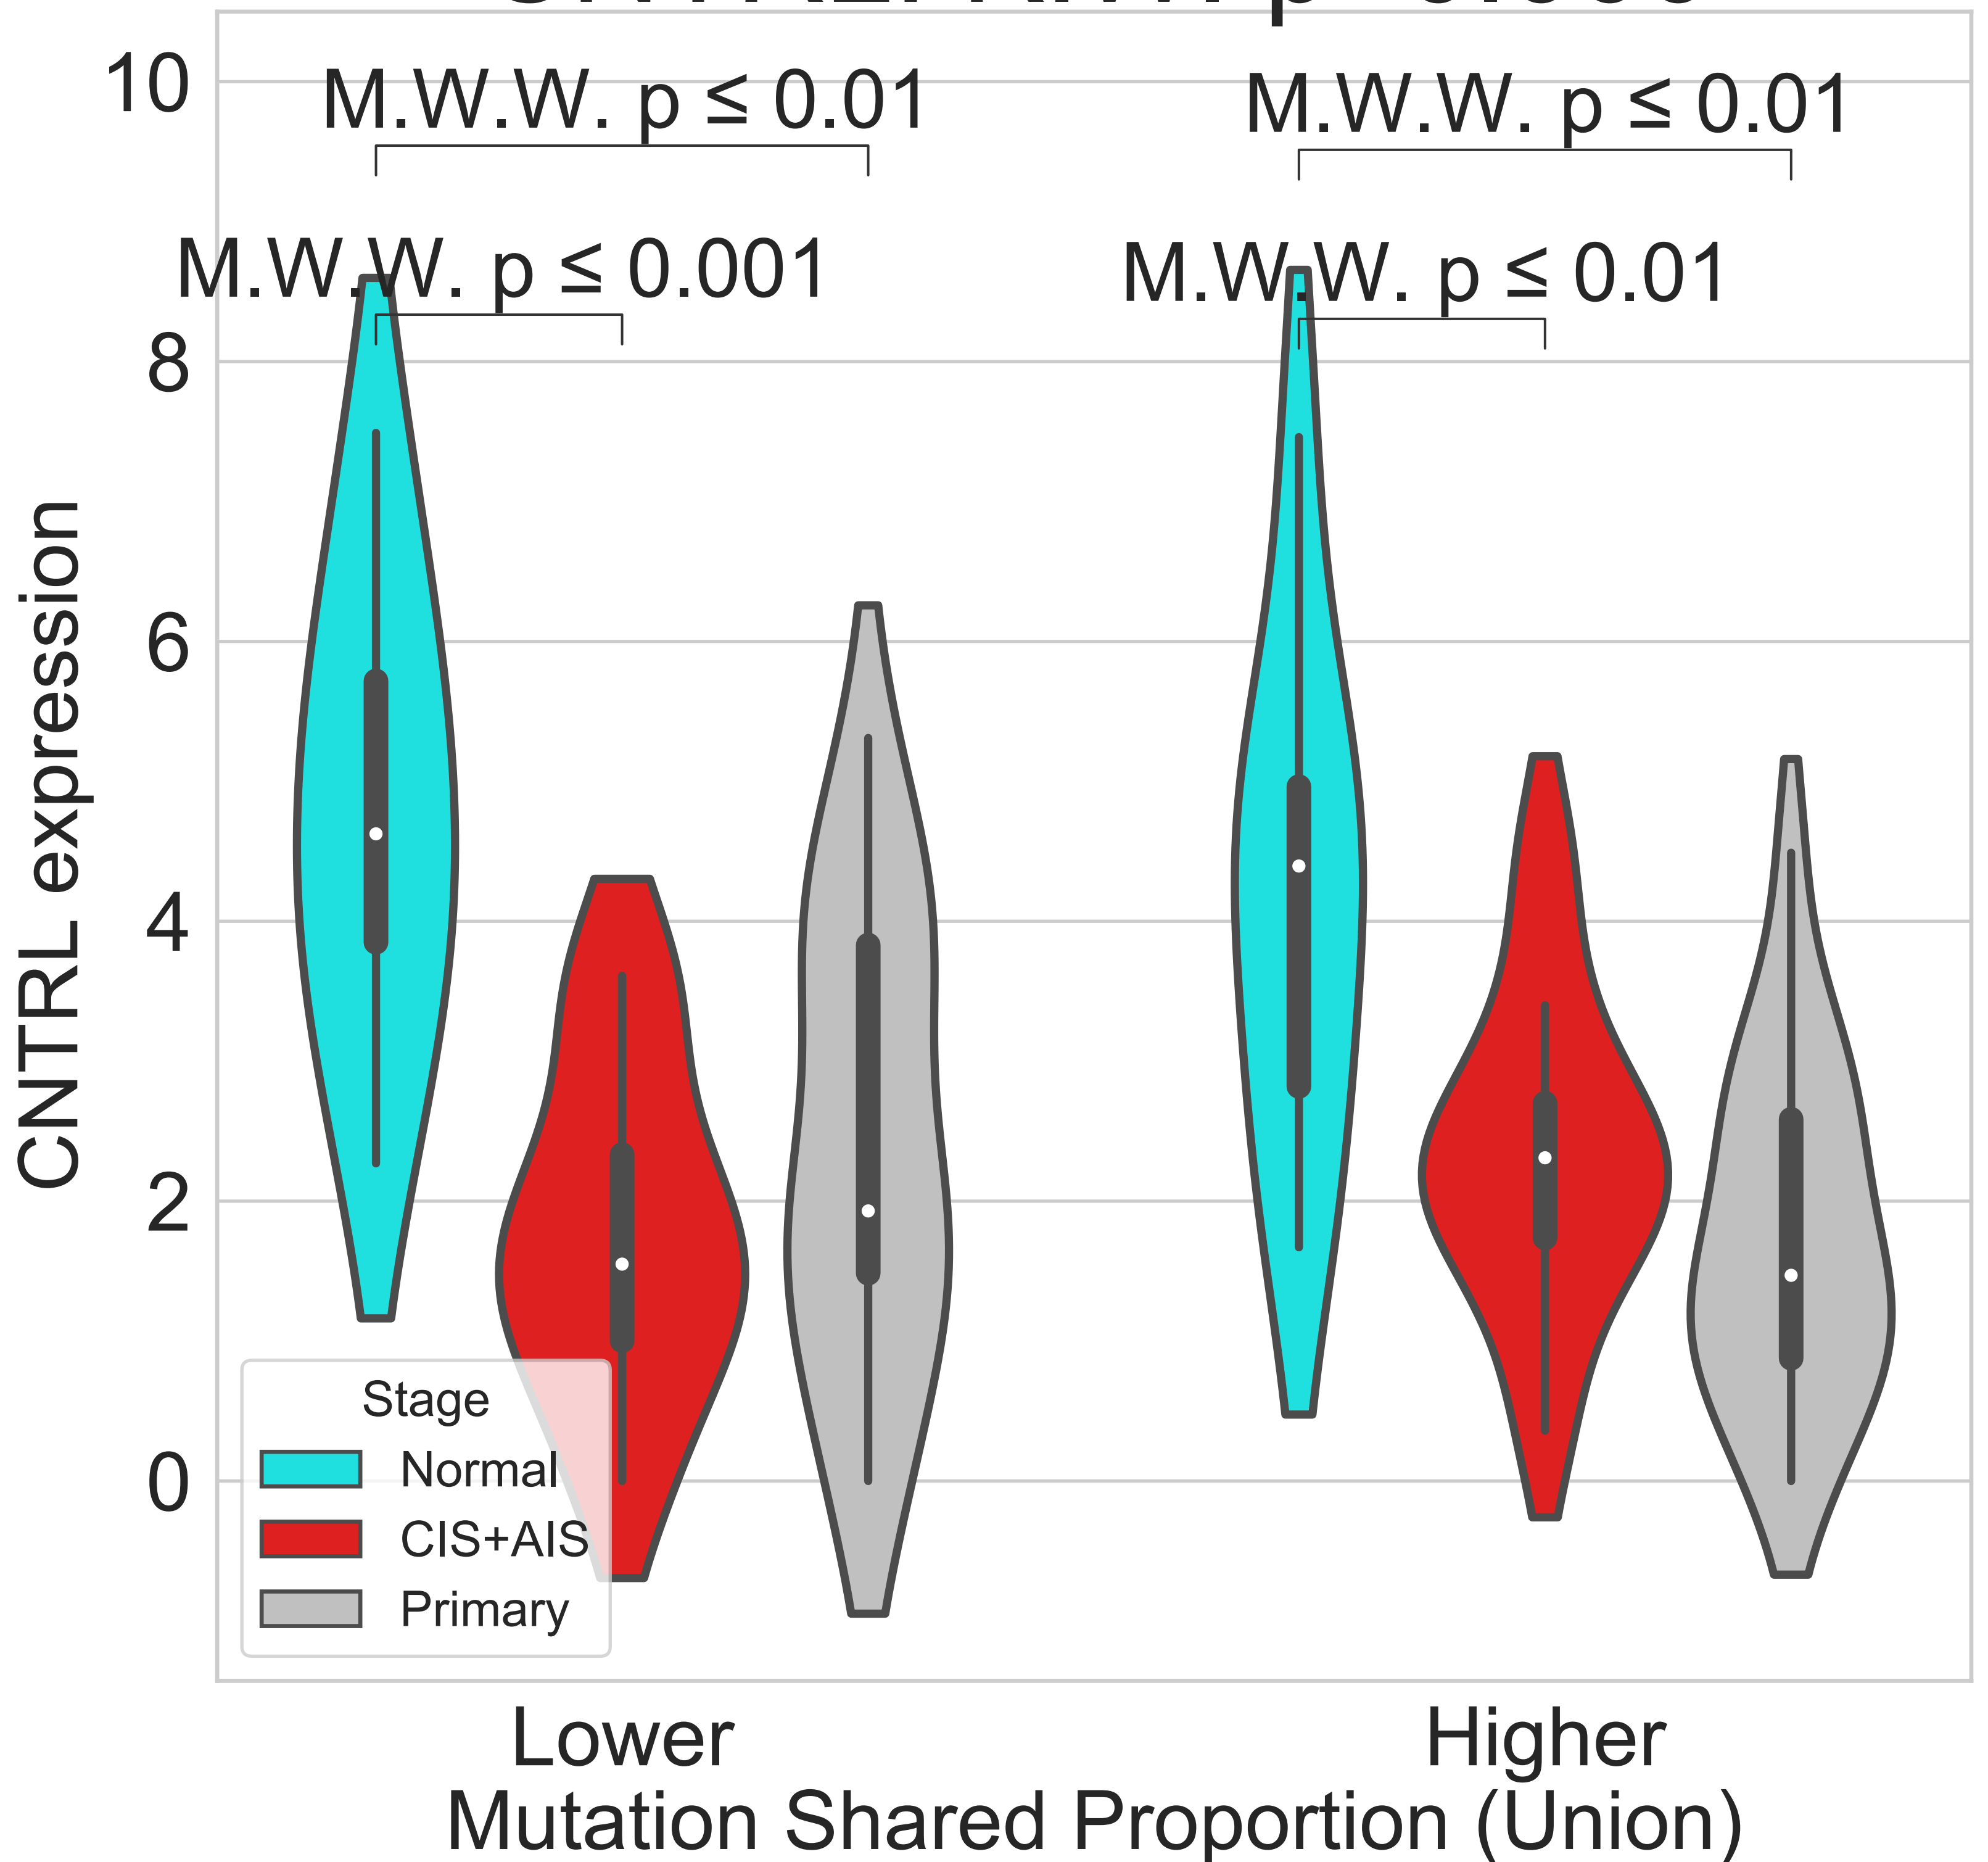 M.W.W. p ≤ 0.01
M.W.W. p ≤ 0.01
M.W.W. p ≤ 0.001
M.W.W. p ≤ 0.01
CNTRL expression
10
8
6
4
2
0
Stage
Normal
CIS+AIS
Primary
Lower
Higher
Mutation Shared Proportion (Union)